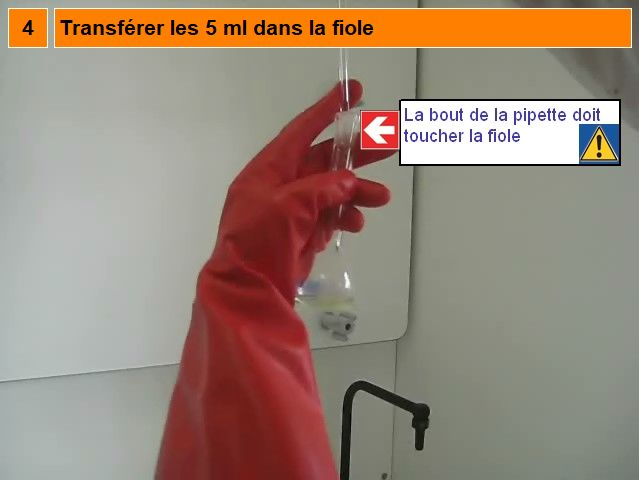 4 Transférer les 5 ml dans la fiole
La bout de la pipette doit
toucher la fiole